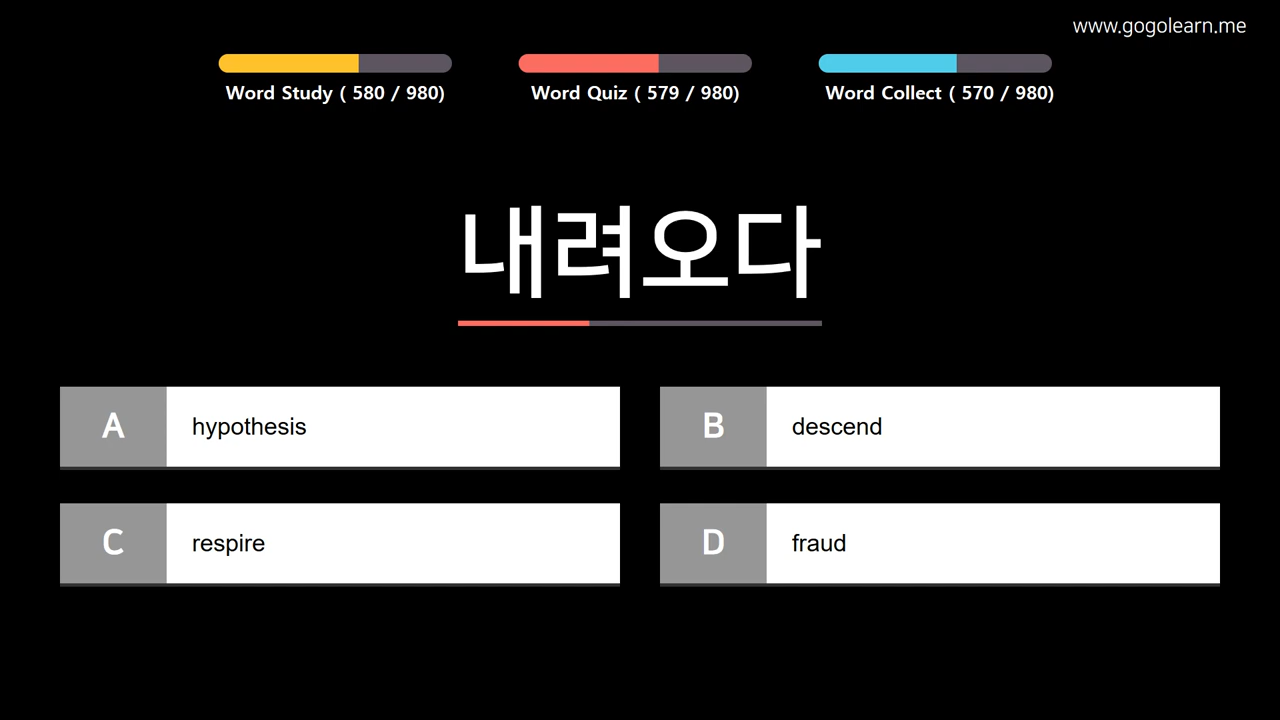 www.gogolearn.me
Word Study ( 580 / 980)
Word Quiz ( 579 / 980)
Word Collect ( 570 / 980)
내려오다
A hypothesis
B descend
C respire
D fraud